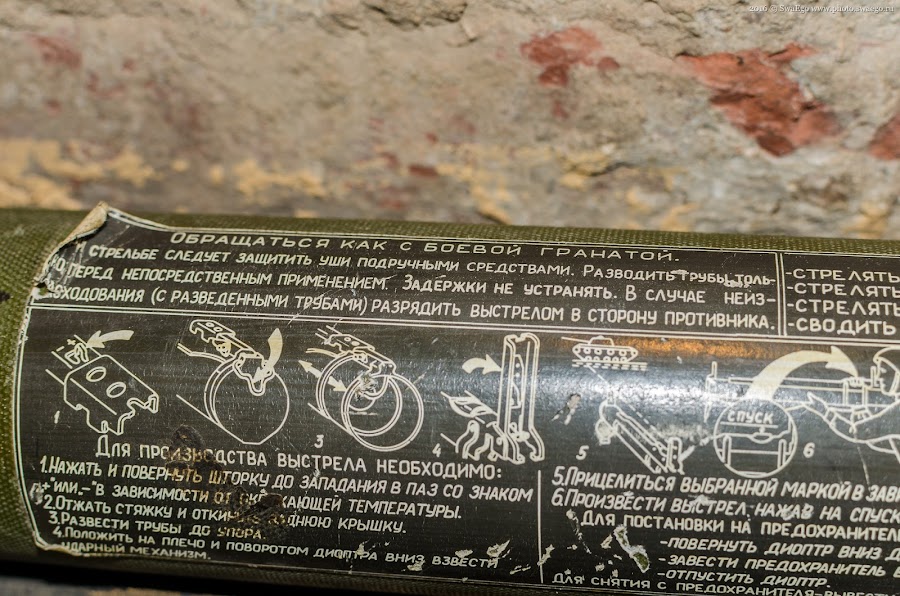 2016 © SwaEgo www.photo.swaego.ru
ОБРАЩАТЬСЯ КАК С БОЕВОЙ ГРАНАТОЙ.
СТРЕЛЬБЕ СЛЕДУЕТ ЗАЩИТИТЬ УШИ ПОДРУЧНЫМИ СРЕДСТВАМИ. РАЗВОДИТЬ ТРУБЫ ТОЛЬ-
ПЕРЕД НЕПОСРЕДСТВЕННЫМ ПРИМЕНЕНИЕМ. ЗАДЕРЖКИ НЕ УСТРАНЯТЬ. В СЛУЧАЕ НЕИЗ-
РАСХОДОВАНИЯ (С РАЗВЕДЕННЫМИ ТРУБАМИ) РАЗРЯДИТЬ ВЫСТРЕЛОМ В СТОРОНУ ПРОТИВНИКА.
-СТРЕЛЯТЬ
-СТРЕЛЯТЬ
-СТРЕЛЯТЬ
-СВОДИТЬ
1
3
4
5
СПУСК
6
ДЛЯ ПРОИЗВОДСТВА ВЫСТРЕЛА НЕОБХОДИМО:
1.НАЖАТЬ И ПОВЕРНУТЬ ШТОРКУ ДО ЗАПАДАНИЯ В ПАЗ СО ЗНАКОМ
„+"ИЛИ„-"В ЗАВИСИМОСТИ ОТ ОКРУЖАЮЩЕЙ ТЕМПЕРАТУРЫ.
2.ОТЖАТЬ СТЯЖКУ И ОТКИНУТЬ ЗАДНЮЮ КРЫШКУ.
3.РАЗВЕСТИ ТРУБЫ ДО УПОРА.
4.ПОЛОЖИТЬ НА ПЛЕЧО И ПОВОРОТОМ ДИОПТРА ВНИЗ ВЗВЕСТИ
УДАРНЫЙ МЕХАНИЗМ.
5.ПРИЦЕЛИТЬСЯ ВЫБРАННОЙ МАРКОЙ В ЗАВИ
6.ПРОИЗВЕСТИ ВЫСТРЕЛ, НАЖАВ НА СПУСК
ДЛЯ ПОСТАНОВКИ НА ПРЕДОХРАНИТЕЛ
-ПОВЕРНУТЬ ДИОПТР ВНИЗ Д
-ЗАВЕСТИ ПРЕДОХРАНИТЕЛЬ В
-ОТПУСТИТЬ ДИОПТР.
ДЛЯ СНЯТИЯ С ПРЕДОХРАНИТЕЛЯ-ВЫВЕСТИ